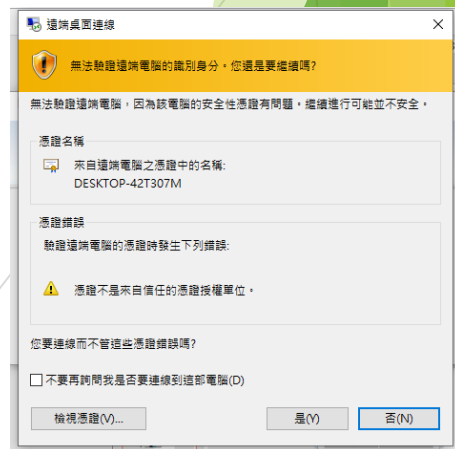 遠端桌面連線
無法驗證遠端電腦的識別身分。您還是要繼續嗎?
無法驗證遠端電腦，因為該電腦的安全性憑證有問題。繼續進行可能並不安全。
憑證名稱
來自遠端電腦之憑證中的名稱:
DESKTOP-42T307M
憑證錯誤
驗證遠端電腦的憑證時發生下列錯誤:
憑證不是來自信任的憑證授權單位。
您要連線而不管這些憑證錯誤嗎?
不要再詢問我是否要連線到這部電腦(D)
檢視憑證(V)...
是(Y)
否(N)